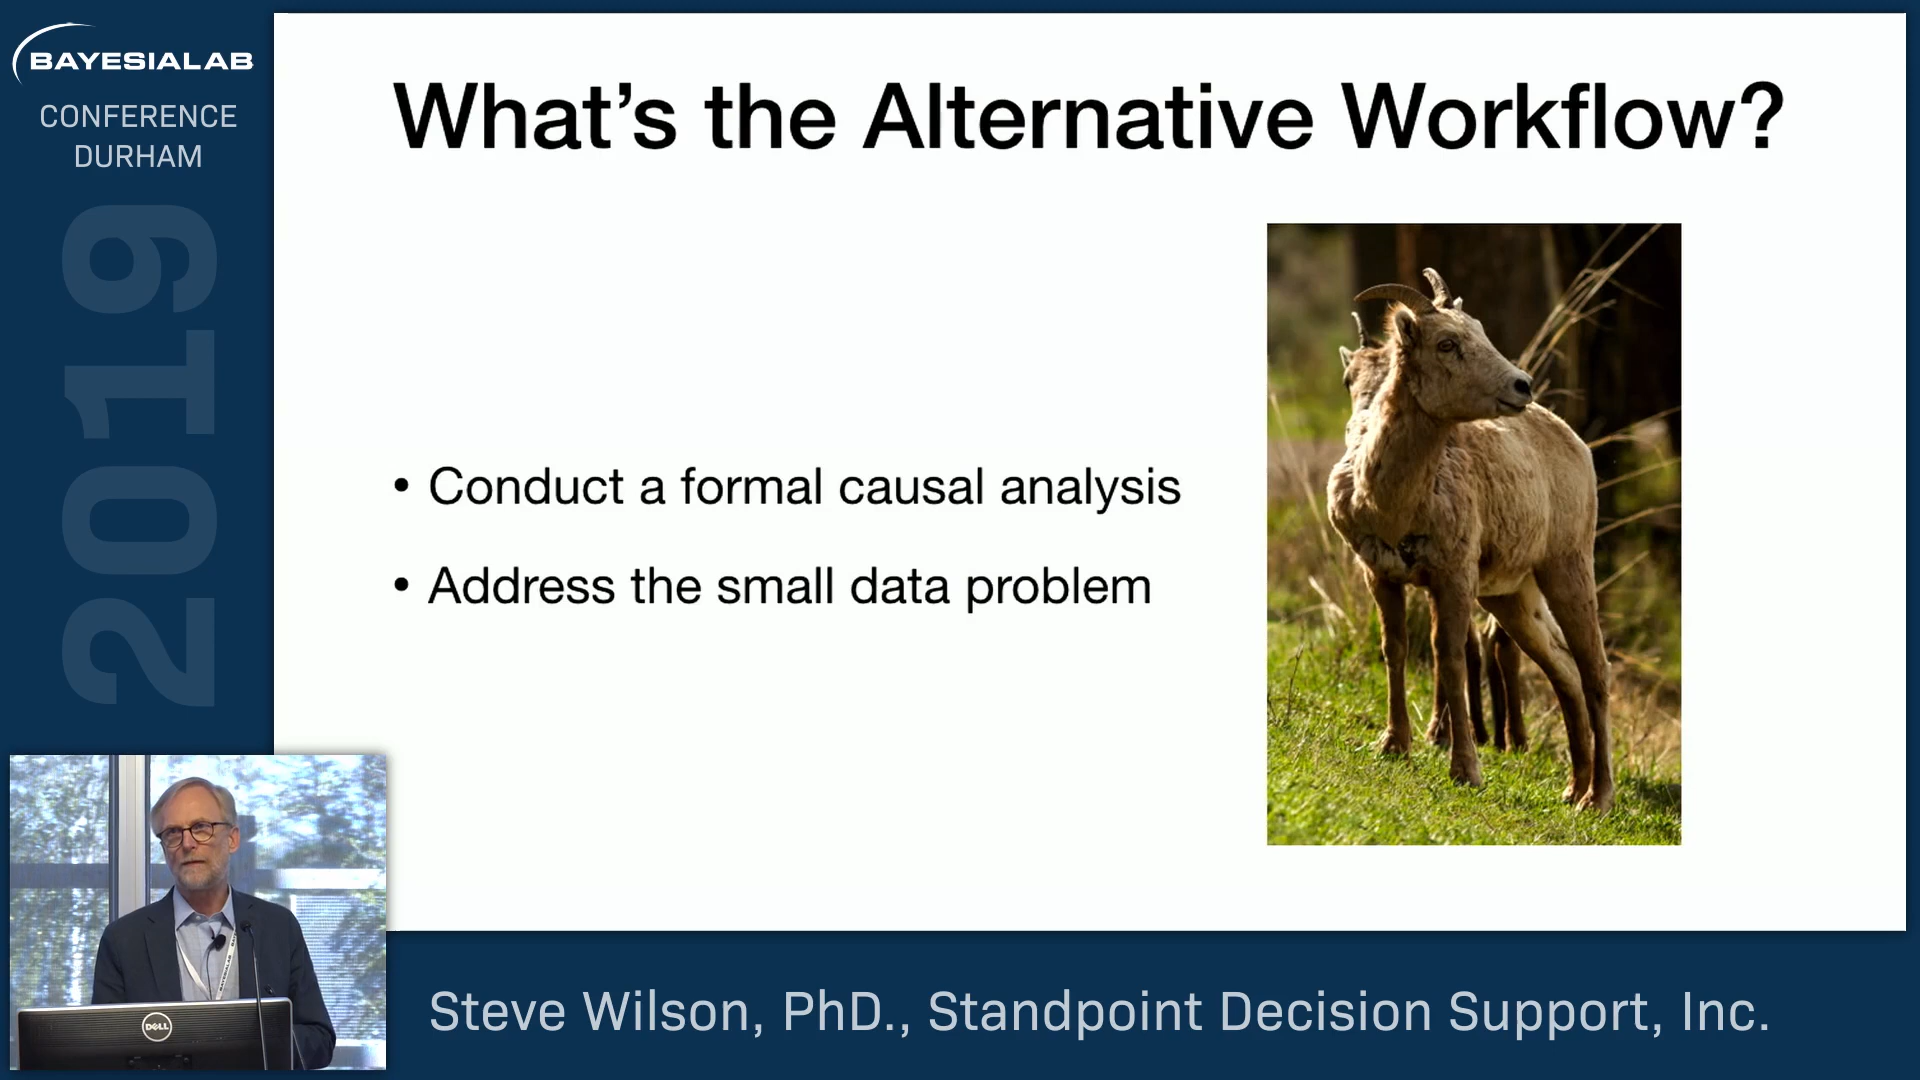 BAYESIALAB
CONFERENCE
DURHAM
2019
What's the Alternative Workflow?
• Conduct a formal causal analysis
• Address the small data problem
BAYESIALAB
DELL
Steve Wilson, PhD., Standpoint Decision Support, Inc.